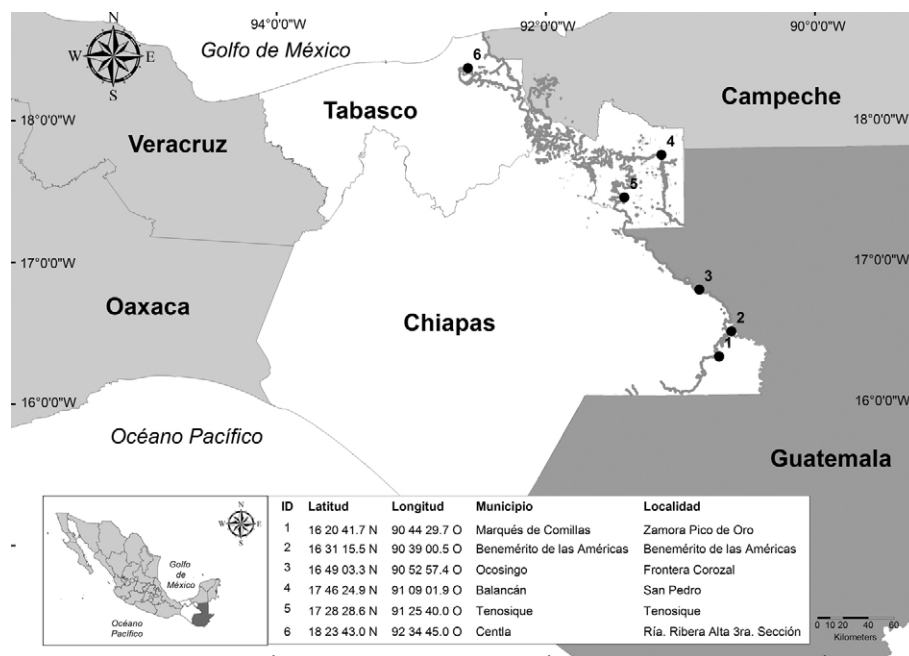 94°0'0"W
92°0'0"W
90°0'0"W
N
W E
S
Golfo de México
6
Campeche
Tabasco
18°0'0"W
18°0'0"W
Veracruz
4
5
17°0'0"W
17°0'0"W
3
Oaxaca
Chiapas
2
1
16°0'0"W
16°0'0"W
Océano Pacífico
Guatemala
N
W E
S
Golfo
de
México
Océano
Pacífico
ID Latitud Longitud Municipio Localidad
1 16 20 41.7 N 90 44 29.7 O Marqués de Comillas Zamora Pico de Oro
2 16 31 15.5 N 90 39 00.5 O Benemérito de las Américas Benemérito de las Américas
3 16 49 03.3 N 90 52 57.4 O Ocosingo Frontera Corozal
4 17 46 24.9 N 91 09 01.9 O Balancán San Pedro
5 17 28 28.6 N 91 25 40.0 O Tenosique Tenosique
6 18 23 43.0 N 92 34 45.0 O Centla Ría. Ribera Alta 3ra. Sección
0 10 20 40 60
Kilometers